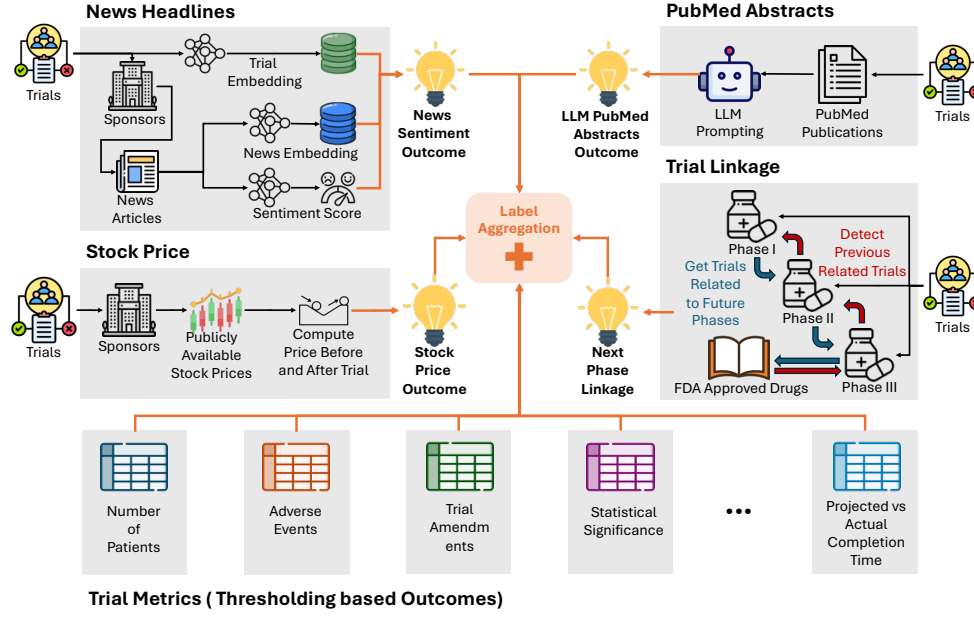 News Headlines
Trials
Sponsors
Trial
Embedding
News Embedding
News
Articles
Sentiment Score
News
Sentiment
Outcome
PubMed Abstracts
LLM PubMed
Abstracts
Outcome
LLM
Prompting
PubMed
Publications
Trials
Label
Aggregation
Stock Price
Trials
Sponsors
Publicly
Available
Stock Prices
Compute
Price Before
and After Trial
Stock
Price
Outcome
Trial Linkage
Next
Phase
Linkage
Phase I
Detect
Previous
Related Trials
Get Trials
Related
to Future
Phases
Phase II
FDA Approved Drugs
Phase III
Trials
Number
of
Patients
Adverse
Events
Trial
Amendm
ents
Statistical
Significance
...
Projected vs
Actual
Completion
Time
Trial Metrics ( Thresholding based Outcomes)